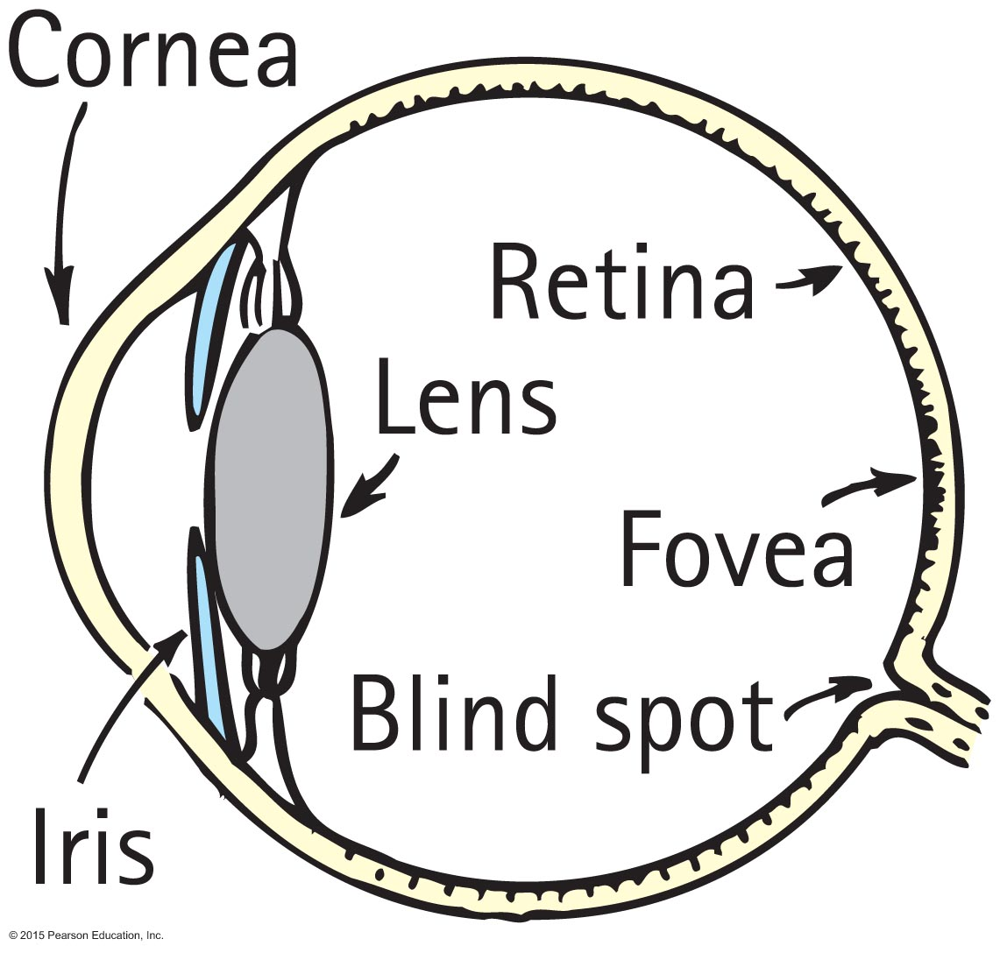 Cornea
Retina
Lens
Fovea
Blind spot
Iris
© 2015 Pearson Education, Inc.